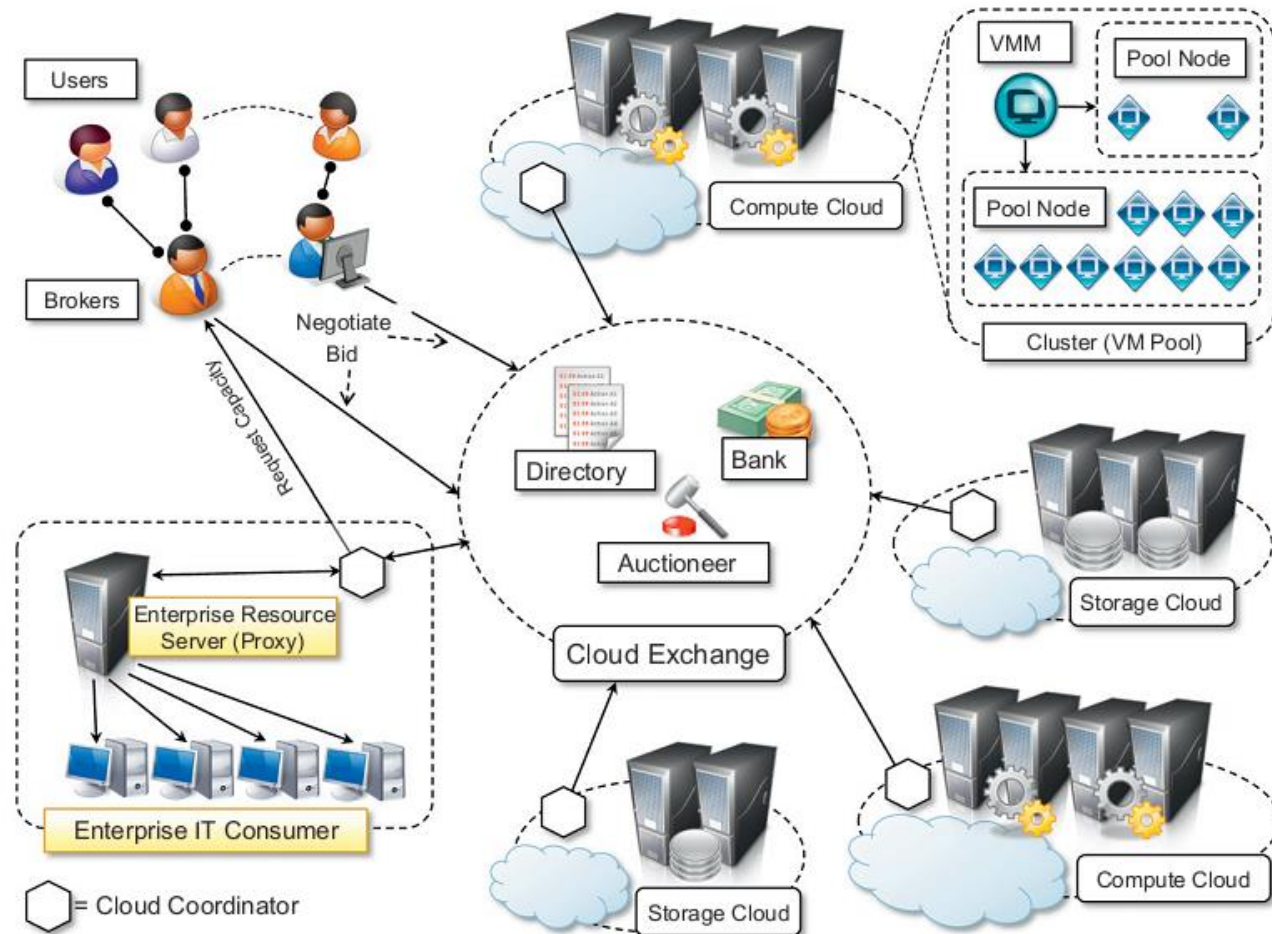 Users
Brokers
Negotiate
Bid
Request Capacity
Compute Cloud
VMM
Pool Node
Pool Node
Cluster (VM Pool)
Directory
Bank
Auctioneer
Cloud Exchange
Enterprise Resource
Server (Proxy)
Enterprise IT Consumer
Storage Cloud
Storage Cloud
Compute Cloud
= Cloud Coordinator